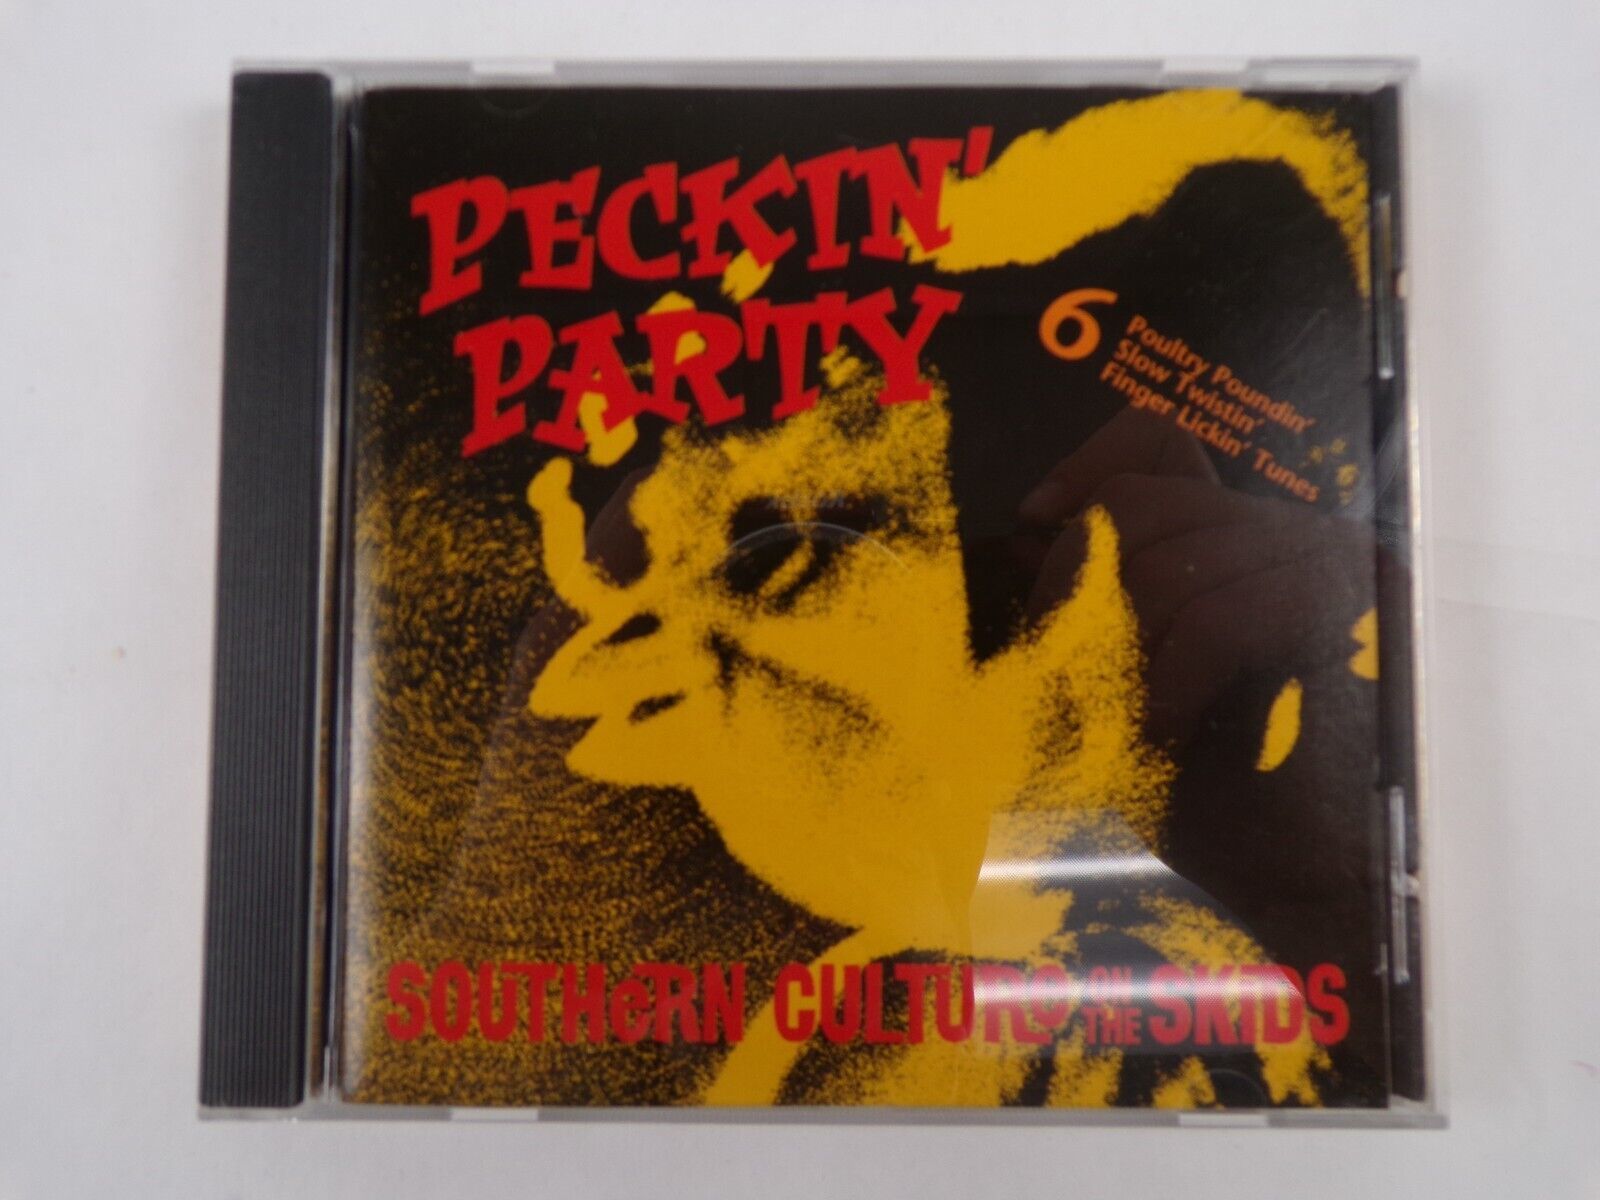 PECKIN'
PARTY
6
Poultry Poundin'
Slow Twistin'
Finger Lickin' Tunes
SOUTHeRN CULTURe ON THE SKiDS